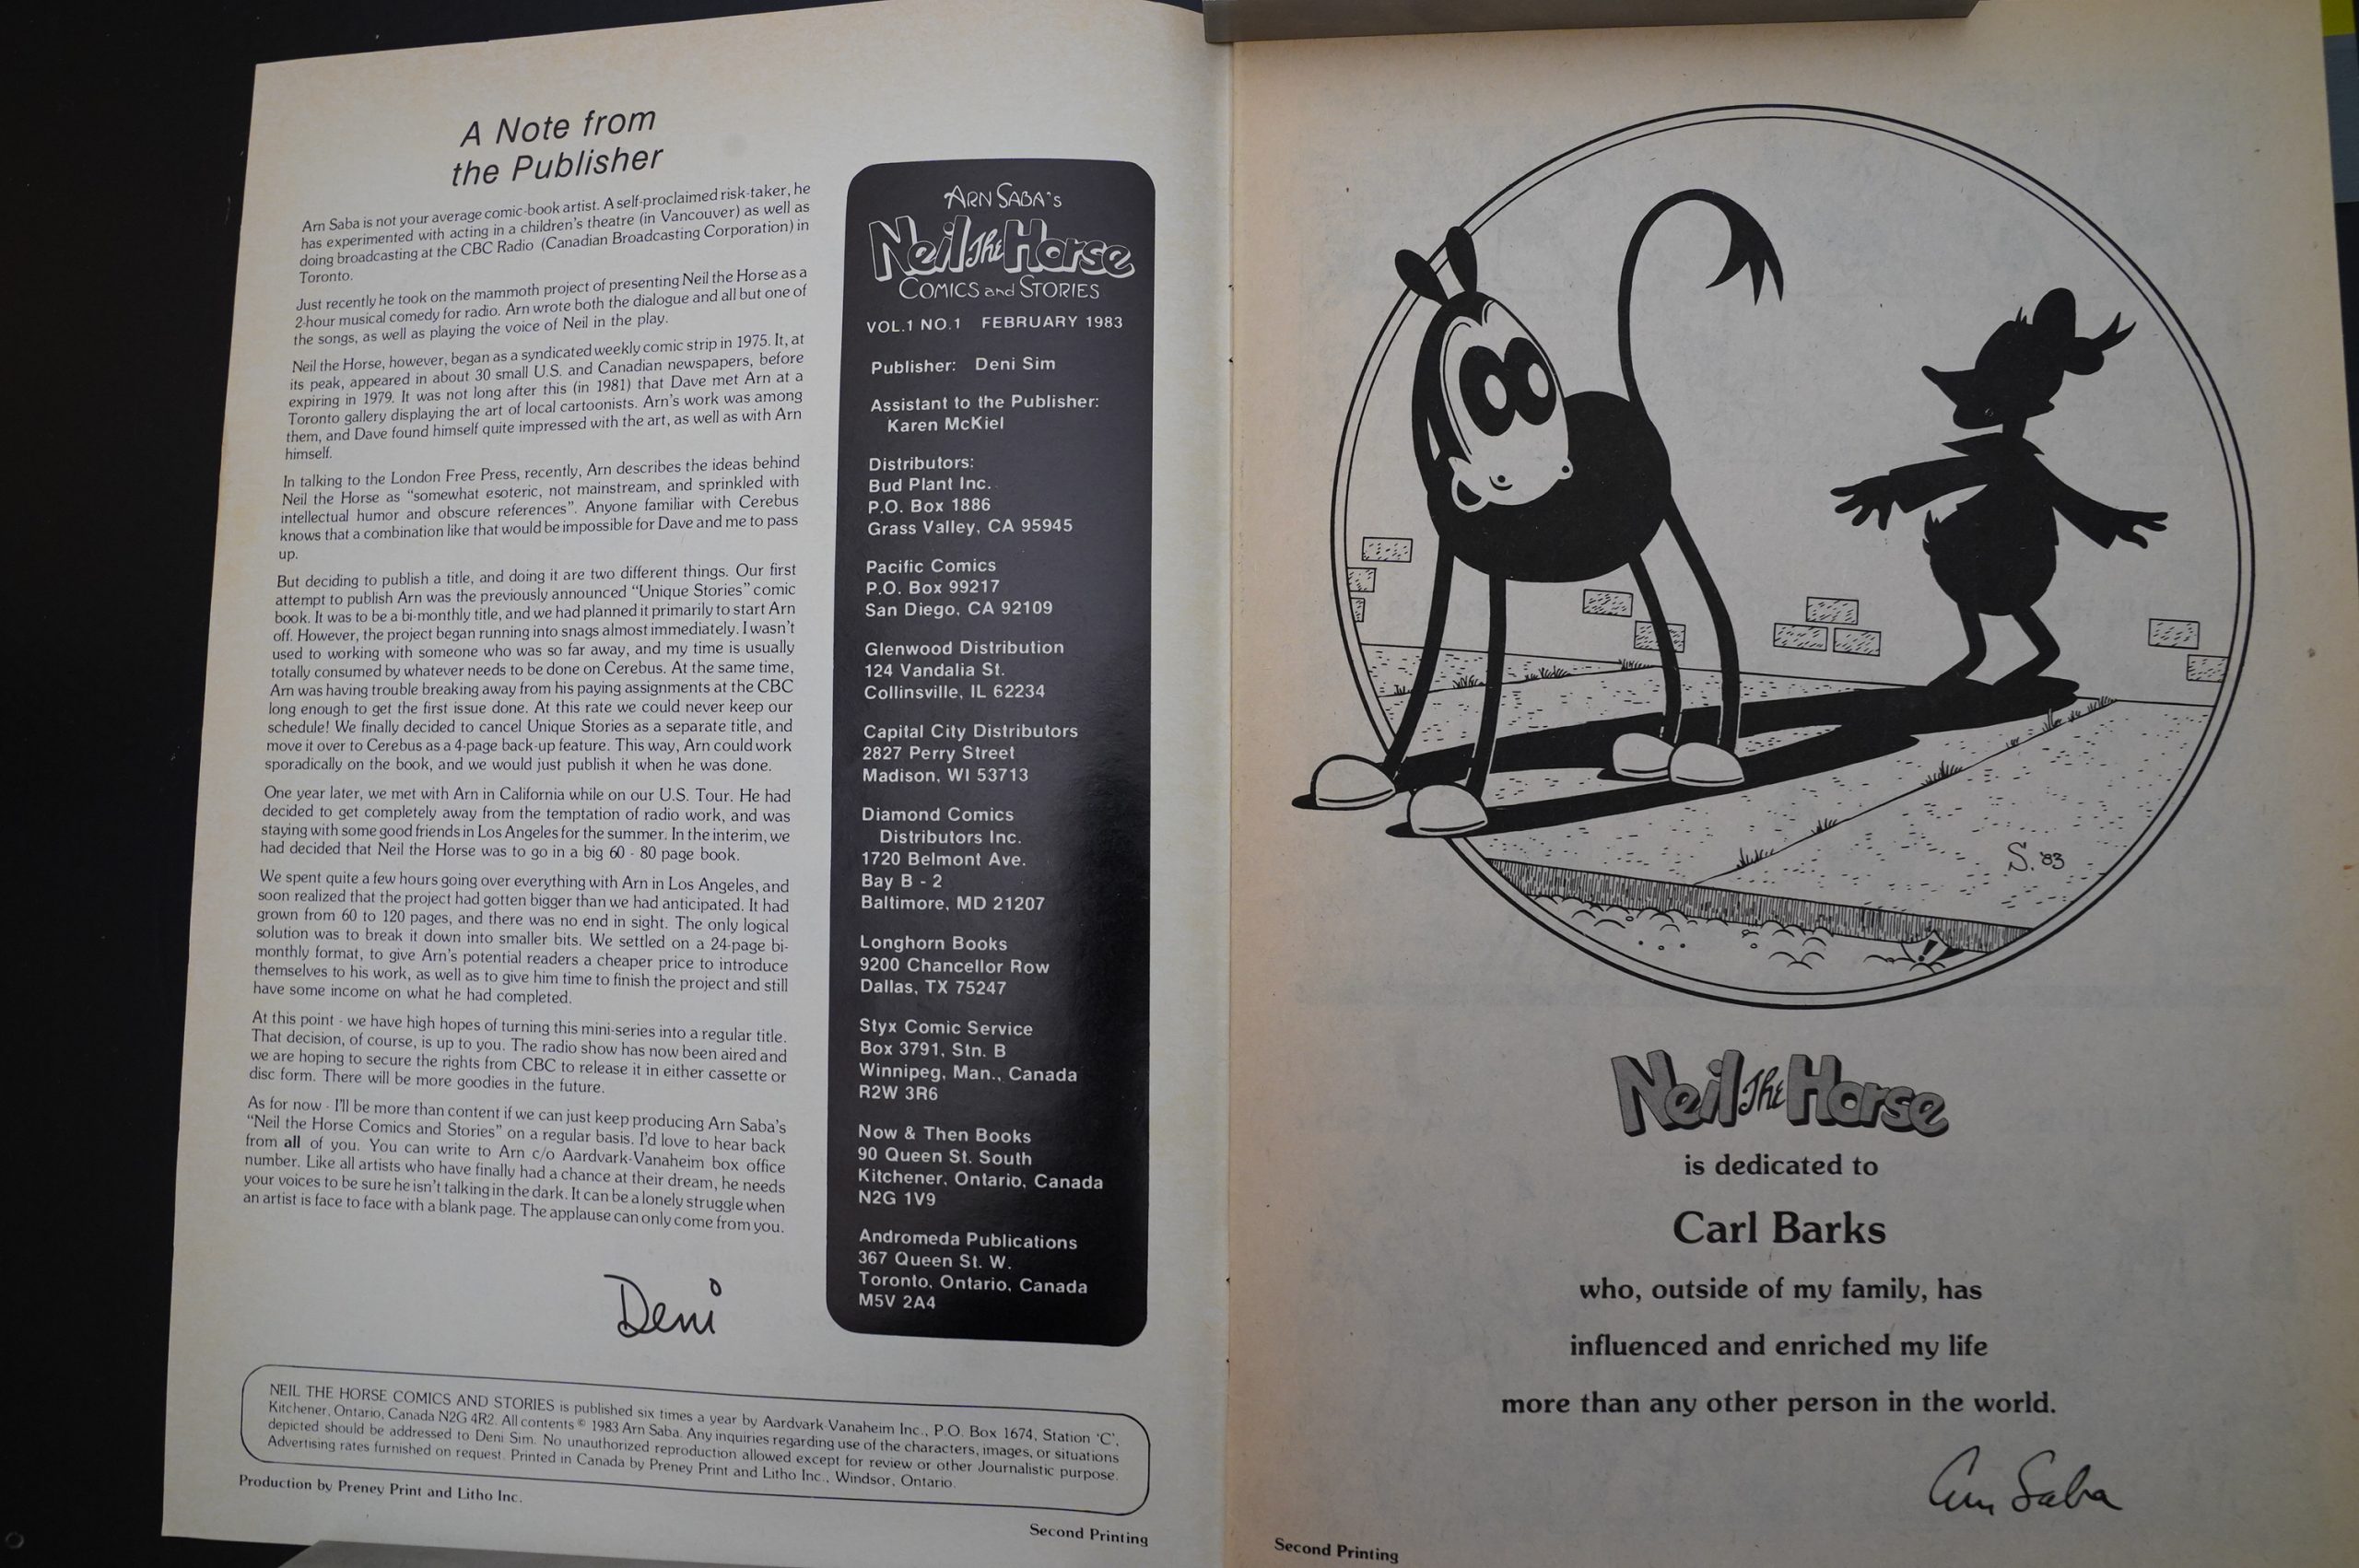 A Note from
the Publisher
Arn Saba is not your average comic-book artist. A self-proclaimed risk-taker, he
has experimented with acting in a children's theatre (in Vancouver) as well as
doing broadcasting at the CBC Radio (Canadian Broadcasting Corporation) in
Toronto.
Just recently he took on the mammoth project of presenting Neil the Horse as a
2-hour musical comedy for radio. Arn wrote both the dialogue and all but one of
the songs, as well as playing the voice of Neil in the play.
Neil the Horse, however, began as a syndicated weekly comic strip in 1975. It, at
its peak, appeared in about 30 small U.S. and Canadian newspapers, before
expiring in 1979. It was not long after this (in 1981) that Dave met Arn at a
Toronto gallery displaying the art of local cartoonists. Arn's work was among
them, and Dave found himself quite impressed with the art, as well as with Arn
himself.
In talking to the London Free Press, recently, Arn describes the ideas behind
Neil the Horse as "somewhat esoteric, not mainstream, and sprinkled with
intellectual humor and obscure references". Anyone familiar with Cerebus
knows that a combination like that would be impossible for Dave and me to pass
up.
But deciding to publish a title, and doing it are two different things. Our first
attempt to publish Arn was the previously announced "Unique Stories" comic
book. It was to be a bi-monthly title, and we had planned it primarily to start Arn
off. However, the project began running into snags almost immediately. I wasn't
used to working with someone who was so far away, and my time is usually
totally consumed by whatever needs to be done on Cerebus. At the same time,
Arn was having trouble breaking away from his paying assignments at the CBC
long enough to get the first issue done. At this rate we could never keep our
schedule! We finally decided to cancel Unique Stories as a separate title, and
move it over to Cerebus as a 4-page back-up feature. This way, Arn could work
sporadically on the book, and we would just publish it when he was done.
One year later, we met with Arn in California while on our U.S. Tour. He had
decided to get completely away from the temptation of radio work, and was
staying with some good friends in Los Angeles for the summer. In the interim, we
had decided that Neil the Horse was to go in a big 60 - 80 page book.
We spent quite a few hours going over everything with Arn in Los Angeles, and
soon realized that the project had gotten bigger than we had anticipated. It had
grown from 60 to 120 pages, and there was no end in sight. The only logical
solution was to break it down into smaller bits. We settled on a 24-page bi-
monthly format, to give Arn's potential readers a cheaper price to introduce
themselves to his work, as well as to give him time to finish the project and still
have some income on what he had completed.
At this point - we have high hopes of turning this mini-series into a regular title.
That decision, of course, is up to you. The radio show has now been aired and
we are hoping to secure the rights from CBC to release it in either cassette or
disc form. There will be more goodies in the future.
As for now - I'll be more than content if we can just keep producing Arn Saba's
"Neil the Horse Comics and Stories" on a regular basis. I'd love to hear back
from all of you. You can write to Arn c/o Aardvark-Vanaheim box office
number. Like all artists who have finally had a chance at their dream, he needs
your voices to be sure he isn't talking in the dark. It can be a lonely struggle when
an artist is face to face with a blank page. The applause can only come from you.
Deni
ARN SABA'S
Neil The Horse
COMICS and STORIES
VOL.1 NO.1 FEBRUARY 1983
Publisher: Deni Sim
Assistant to the Publisher:
Karen McKiel
Distributors:
Bud Plant Inc.
P.O. Box 1886
Grass Valley, CA 95945
Pacific Comics
P.O. Box 99217
San Diego, CA 92109
Glenwood Distribution
124 Vandalia St.
Collinsville, IL 62234
Capital City Distributors
2827 Perry Street
Madison, WI 53713
Diamond Comics
Distributors Inc.
1720 Belmont Ave.
Bay B - 2
Baltimore, MD 21207
Longhorn Books
9200 Chancellor Row
Dallas, TX 75247
Styx Comic Service
Box 3791, Stn. B
Winnipeg, Man., Canada
R2W 3R6
Now & Then Books
90 Queen St. South
Kitchener, Ontario, Canada
N2G 1V9
Andromeda Publications
367 Queen St. W.
Toronto, Ontario, Canada
M5V 2A4
NEIL THE HORSE COMICS AND STORIES is published six times a year by Aardvark-Vanaheim Inc., P.O. Box 1674, Station 'C',
Kitchener, Ontario, Canada N2G 4R2. All contents © 1983 Arn Saba. Any inquiries regarding use of the characters, images, or situations
depicted should be addressed to Deni Sim. No unauthorized reproduction allowed except for review or other Journalistic purpose.
Advertising rates furnished on request. Printed in Canada by Preney Print and Litho Inc., Windsor, Ontario.
Production by Preney Print and Litho Inc.
Second Printing
S. '83
!
Neil The Horse
is dedicated to
Carl Barks
who, outside of my family, has
influenced and enriched my life
more than any other person in the world.
Arn Saba
Second Printing